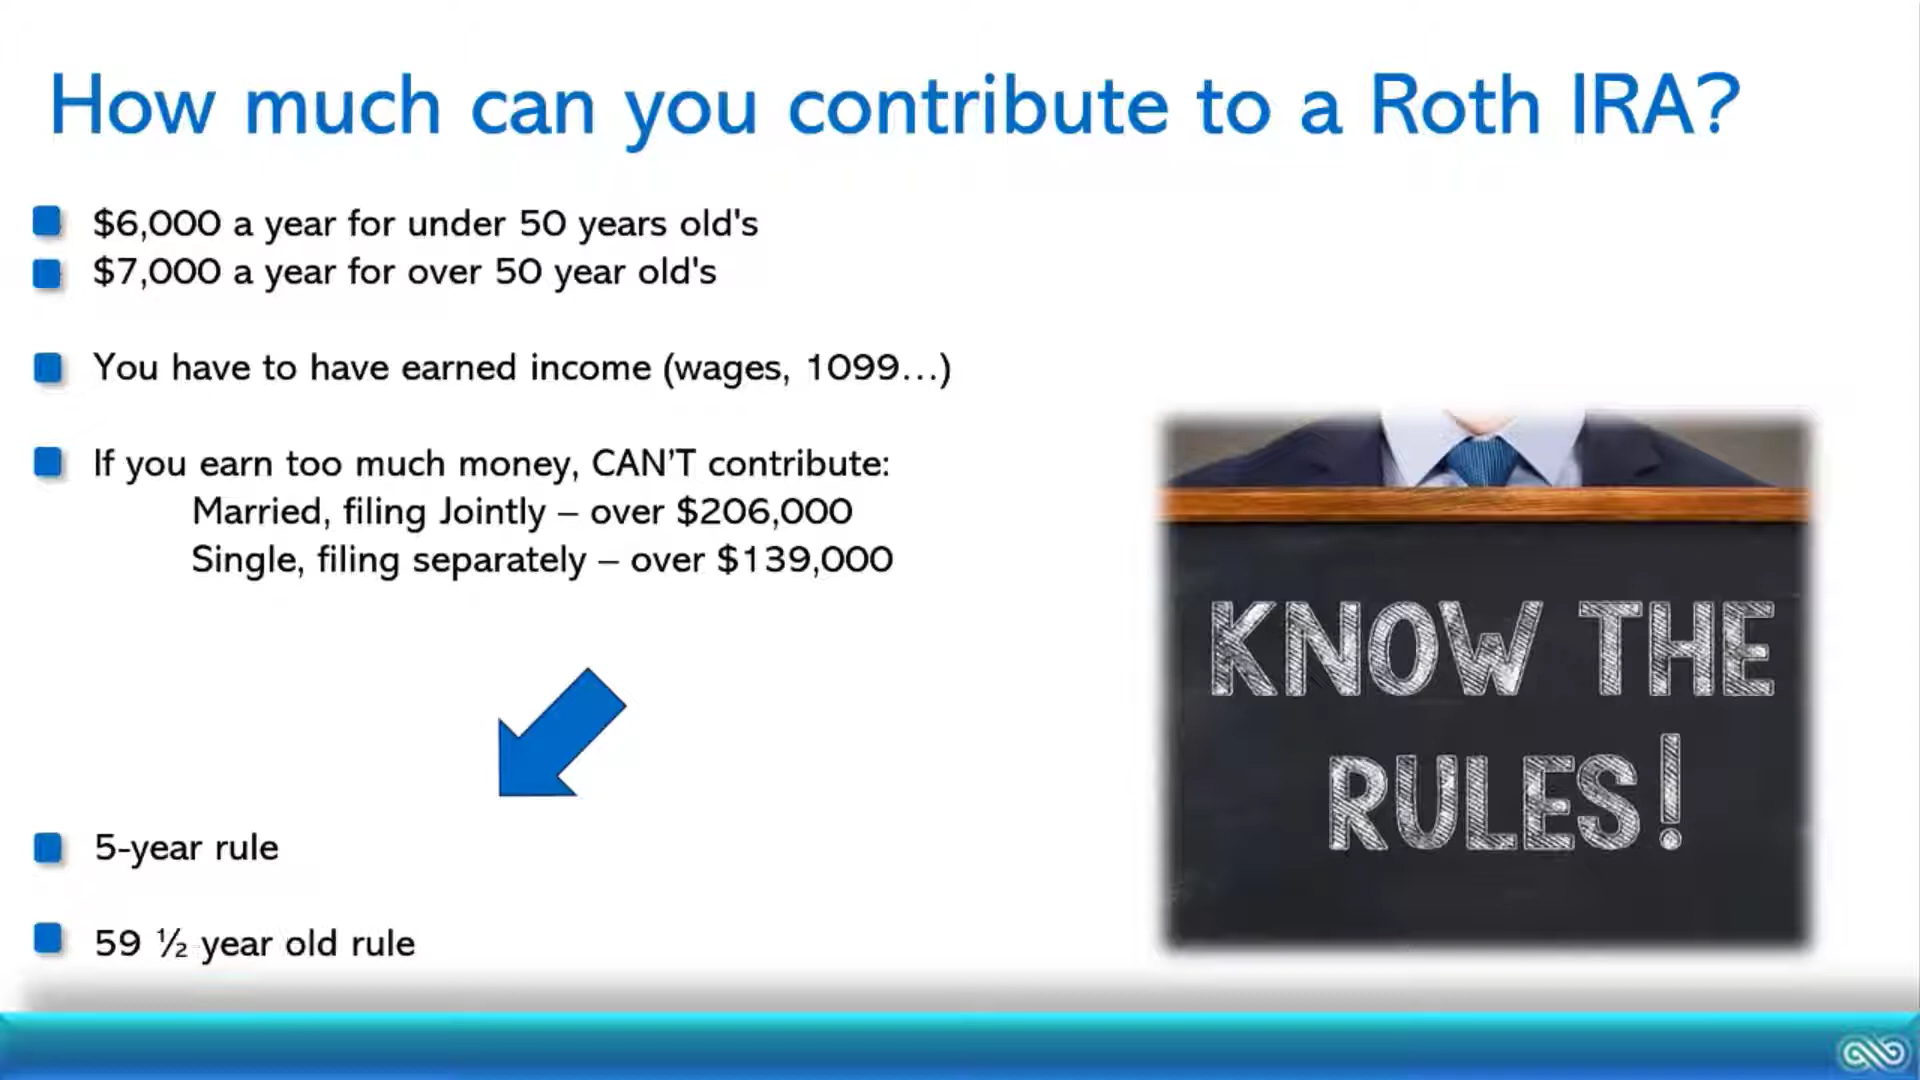 How much can you contribute to a Roth IRA?
$6,000 a year for under 50 years old's
$7,000 a year for over 50 year old's
You have to have earned income (wages, 1099...)
If you earn too much money, CAN'T contribute:
Married, filing Jointly – over $206,000
Single, filing separately – over $139,000
KNOW THE
RULES!
5-year rule
59 ½ year old rule